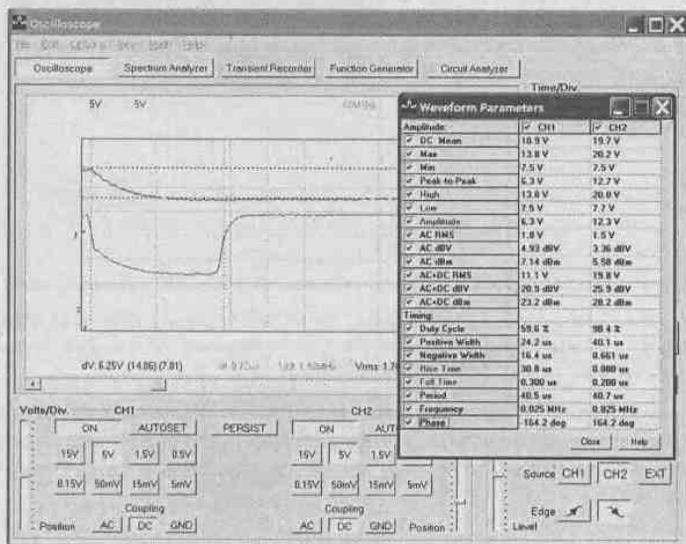 Oscilloscope
Oscilloscope Spectrum Analyzer Transient Recorder Function Generator Circuit Analyzer
Time/Div.
5V 5V
Waveform Parameters
Amplitude: CH1 CH2
DC Mean 10.9 V 19.7 V
Max 13.8 V 20.2 V
Min 7.5 V 7.5 V
Peak-to-Peak 6.3 V 12.7 V
High 13.8 V 20.0 V
Low 7.5 V 7.7 V
Amplitude 6.3 V 12.3 V
AC RMS 1.8 V 1.5 V
AC dBV 4.93 dBV 3.36 dBV
AC dBm 7.14 dBm 5.58 dBm
AC+DC RMS 11.1 V 19.8 V
AC+DC dBV 20.9 dBV 25.9 dBV
AC+DC dBm 23.2 dBm 28.2 dBm
Timing:
Duty Cycle 59.6 % 98.4 %
Positive Width 24.2 us 40.1 us
Negative Width 16.4 us 0.661 us
Rise Time 30.8 us 0.080 us
Fall Time 0.300 us 0.200 us
Period 40.5 us 40.7 us
Frequency 0.025 MHz 0.025 MHz
Phase -164.2 deg 164.2 deg
Close Help
dV: 6.25V (14.06) (7.81)
Volts/Div. CH1 CH2
ON AUTOSET PERSIST ON
15V 5V 1.5V 0.5V 15V 5V 1.5V
0.15V 50mV 15mV 5mV 0.15V 50mV 15mV 5mV
Source CH1 CH2 EXT
Coupling Coupling
Edge
Position AC DC GND AC DC GND Position
Level